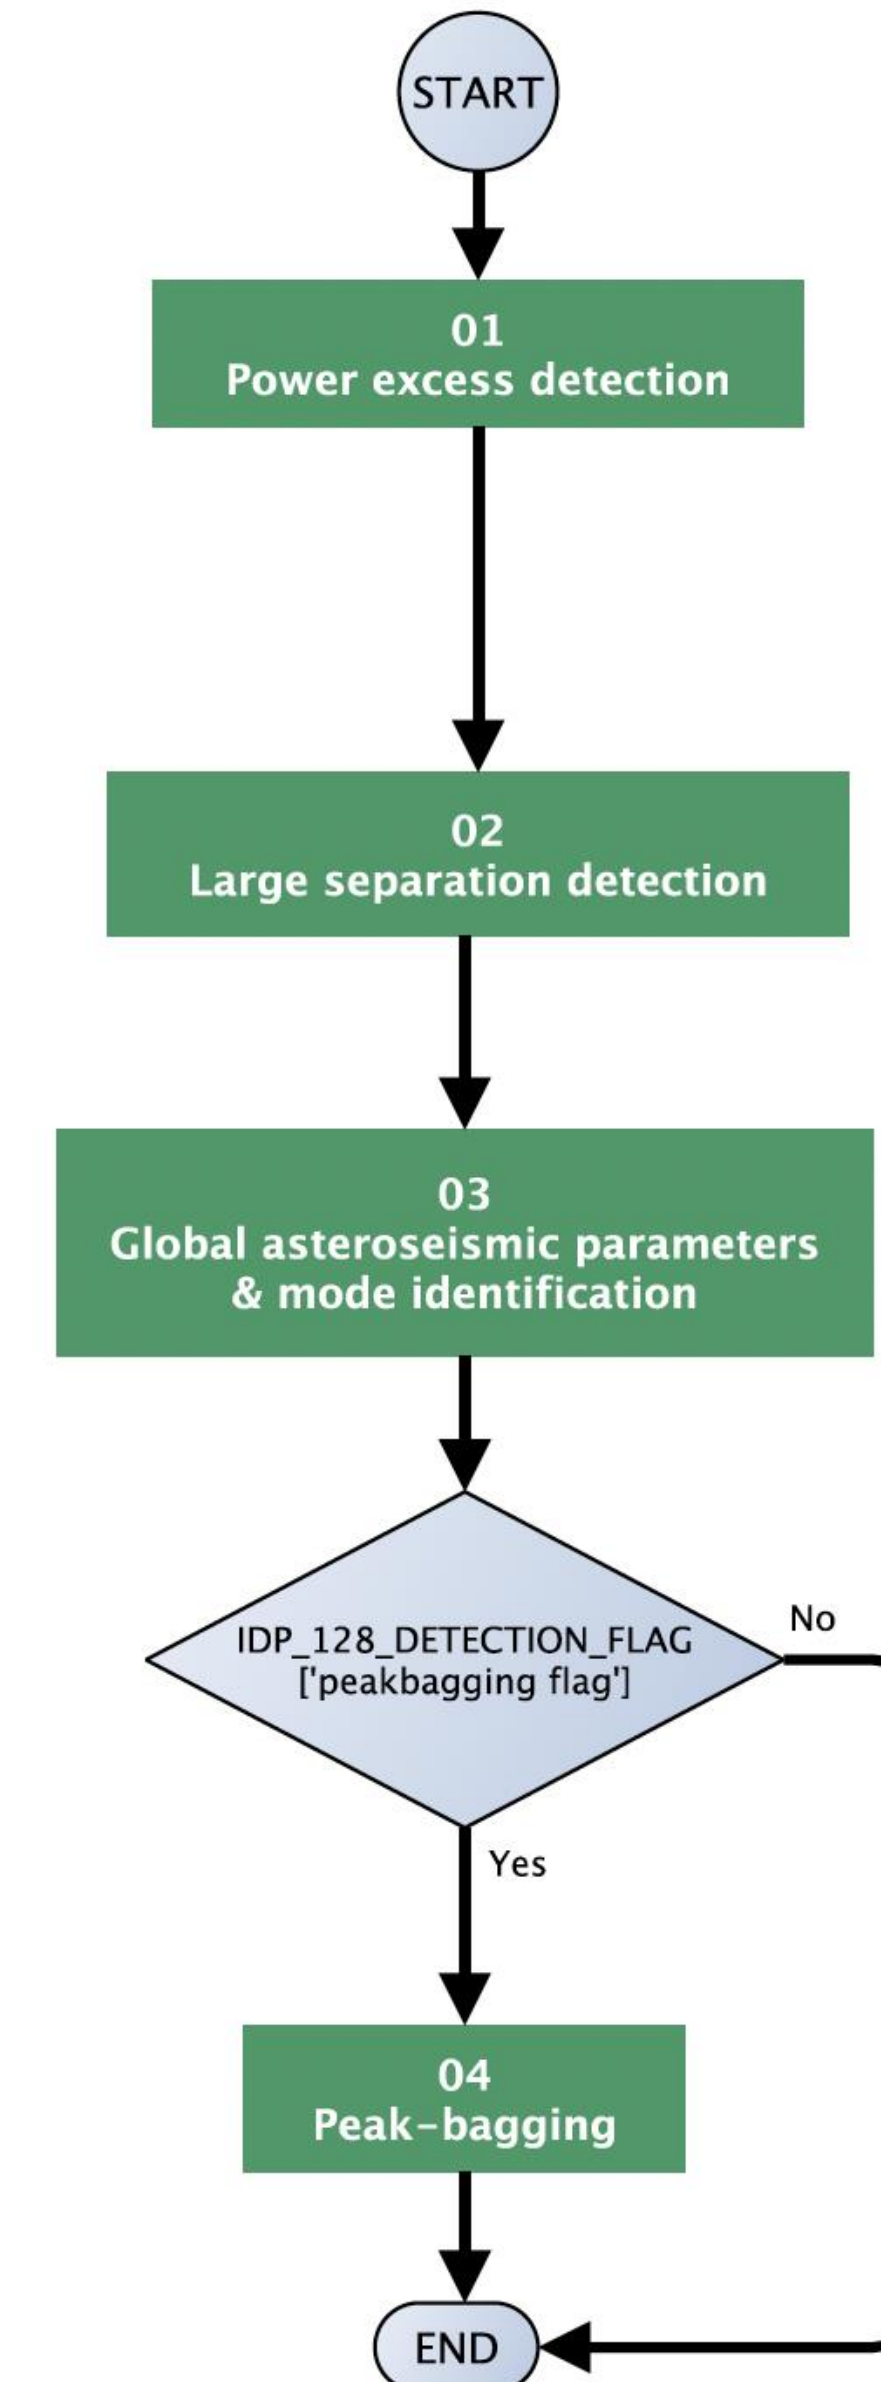 START
01
Power excess detection
02
Large separation detection
03
Global asteroseismic parameters
& mode identification
IDP_128_DETECTION_FLAG
['peakbagging flag']
No
Yes
04
Peak-bagging
END